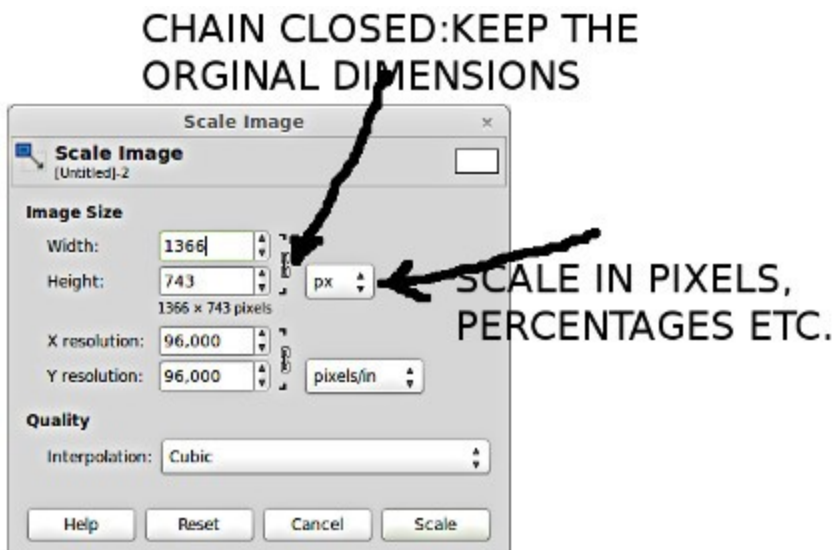 CHAIN CLOSED:KEEP THE
ORGINAL DIMENSIONS
Scale Image
Scale Image
[Untitled]-2
Image Size
Width: 1366
Height: 743 px
SCALE IN PIXELS,
PERCENTAGES ETC.
1366 × 743 pixels
X resolution: 96,000
Y resolution: 96,000 pixels/in
Quality
Interpolation: Cubic
Help Reset Cancel Scale